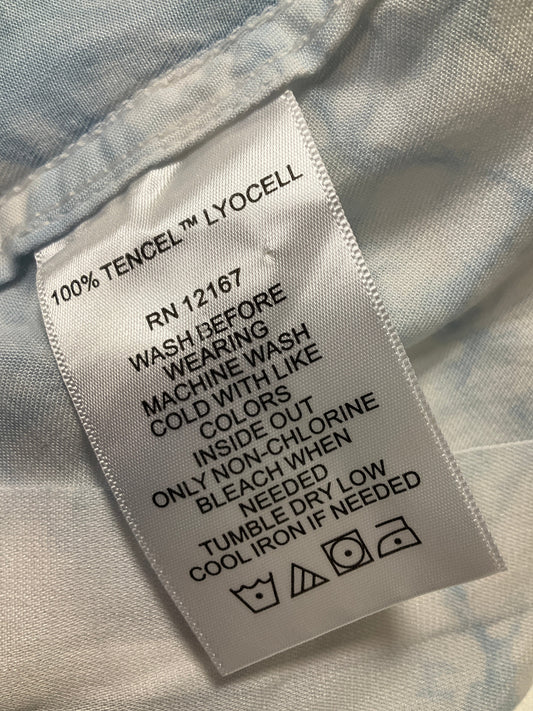 100% TENCEL™ LYOCELL
RN 12167
WASH BEFORE
WEARING
MACHINE WASH
COLD WITH LIKE
COLORS
INSIDE OUT
ONLY NON-CHLORINE
BLEACH WHEN
NEEDED
TUMBLE DRY LOW
COOL IRON IF NEEDED